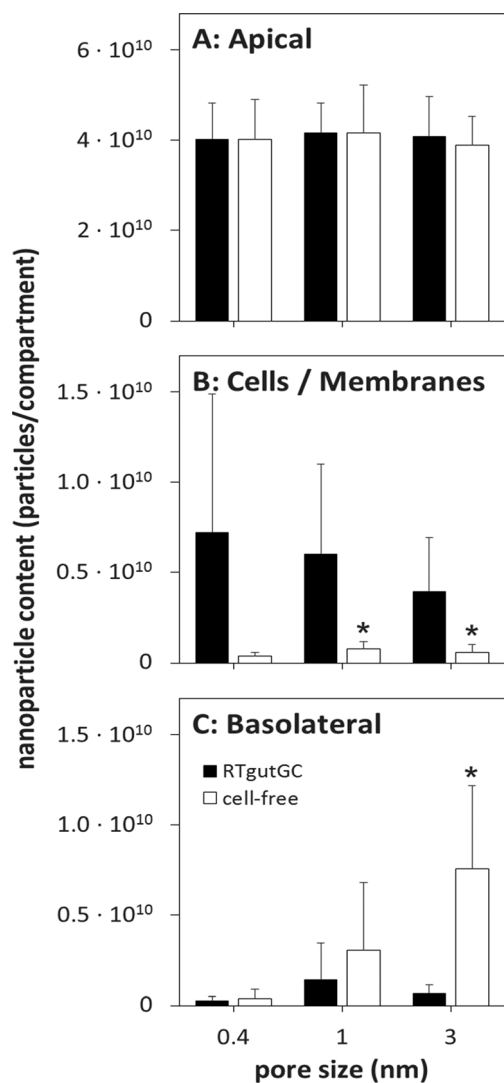 A: Apical
6 · 10¹⁰
4 · 10¹⁰
2 · 10¹⁰
0
B: Cells / Membranes
1.5 · 10¹⁰
1.0 · 10¹⁰
0.5 · 10¹⁰
0
* *
C: Basolateral
1.5 · 10¹⁰
1.0 · 10¹⁰
0.5 · 10¹⁰
0
RTgutGC
cell-free
*
0.4 1 3
pore size (nm)
nanoparticle content (particles/compartment)